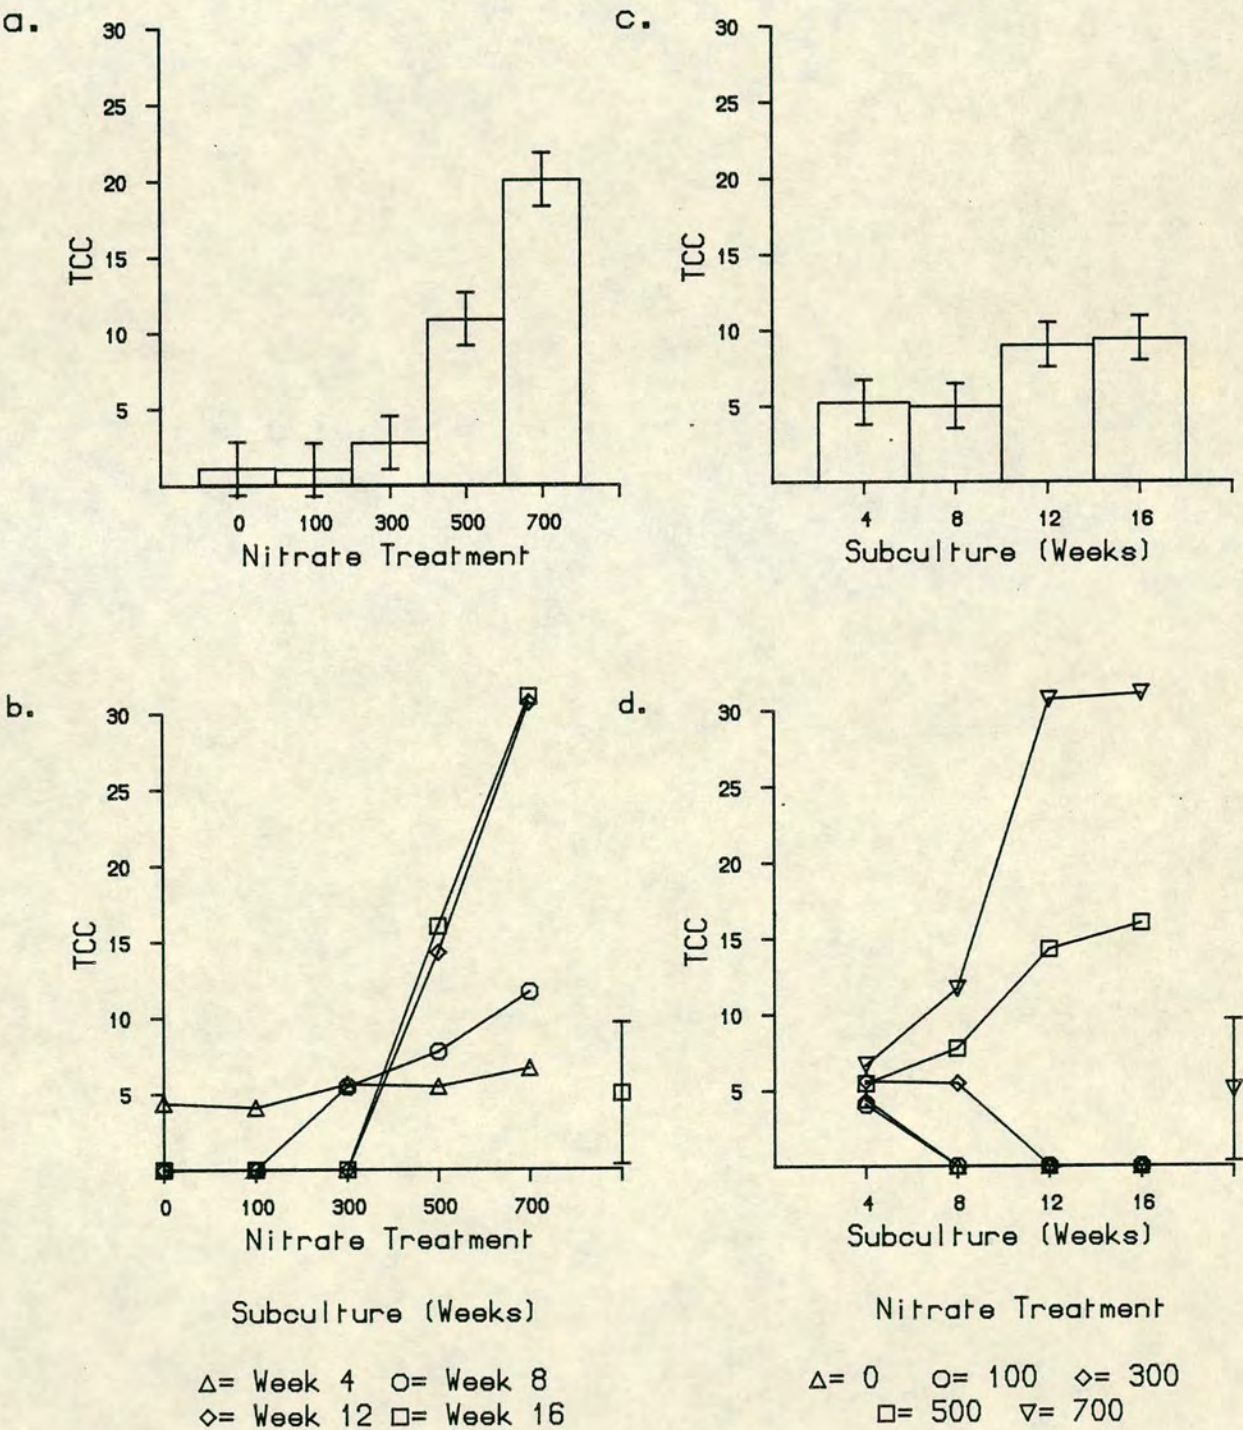 a.
30
25
20
15
10
5
TCC
0 100 300 500 700
Nitrate Treatment
c.
30
25
20
15
10
5
TCC
4 8 12 16
Subculture (Weeks)
b.
30
25
20
15
10
5
TCC
0 100 300 500 700
Nitrate Treatment
Subculture (Weeks)
△= Week 4 ○= Week 8
◇= Week 12 □= Week 16
d.
30
25
20
15
10
5
TCC
4 8 12 16
Subculture (Weeks)
Nitrate Treatment
△= 0 ○= 100 ◇= 300
□= 500 ▽= 700